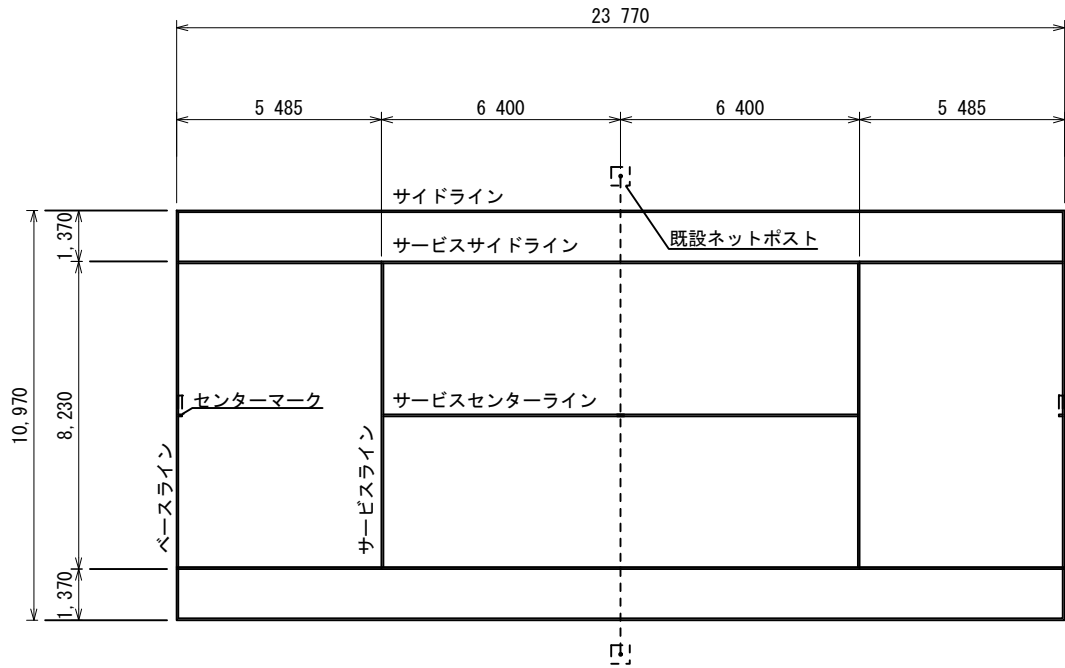 23 770
5 485
6 400
6 400
5 485
サイドライン
1,370
サービスサイドライン
既設ネットポスト
10,970
8,230
センターマーク
サービスセンターライン
ベースライン
サービスライン
1,370